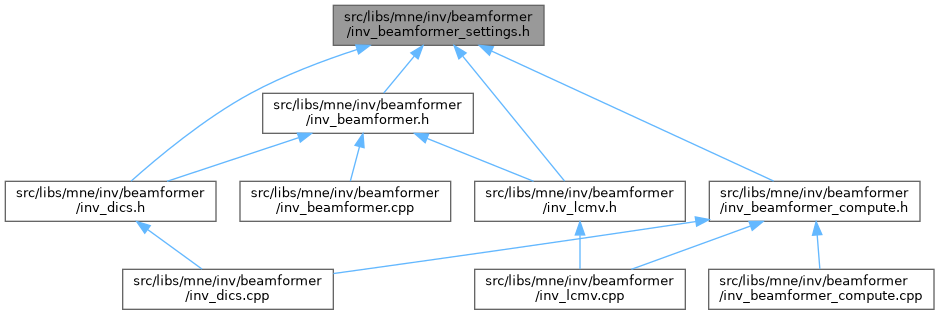 src/libs/mne/inv/beamformer
/inv_beamformer_settings.h
src/libs/mne/inv/beamformer
/inv_beamformer.h
src/libs/mne/inv/beamformer
/inv_dics.h
src/libs/mne/inv/beamformer
/inv_beamformer.cpp
src/libs/mne/inv/beamformer
/inv_lcmv.h
src/libs/mne/inv/beamformer
/inv_beamformer_compute.h
src/libs/mne/inv/beamformer
/inv_dics.cpp
src/libs/mne/inv/beamformer
/inv_lcmv.cpp
src/libs/mne/inv/beamformer
/inv_beamformer_compute.cpp